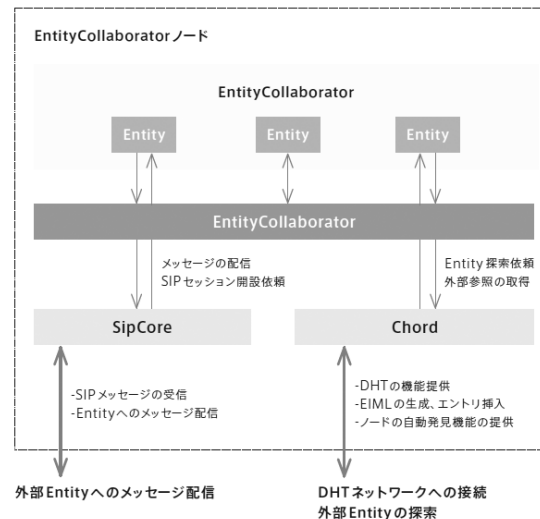 EntityCollaboratorノード
EntityCollaborator
Entity
Entity
Entity
EntityCollaborator
メッセージの配信
SIPセッション開設依頼
Entity探索依頼
外部参照の取得
SipCore
Chord
-SIPメッセージの受信
-Entityへのメッセージ配信
-DHTの機能提供
-EIMLの生成、エントリ挿入
-ノードの自動発見機能の提供
外部Entityへのメッセージ配信
DHTネットワークへの接続
外部Entityの探索